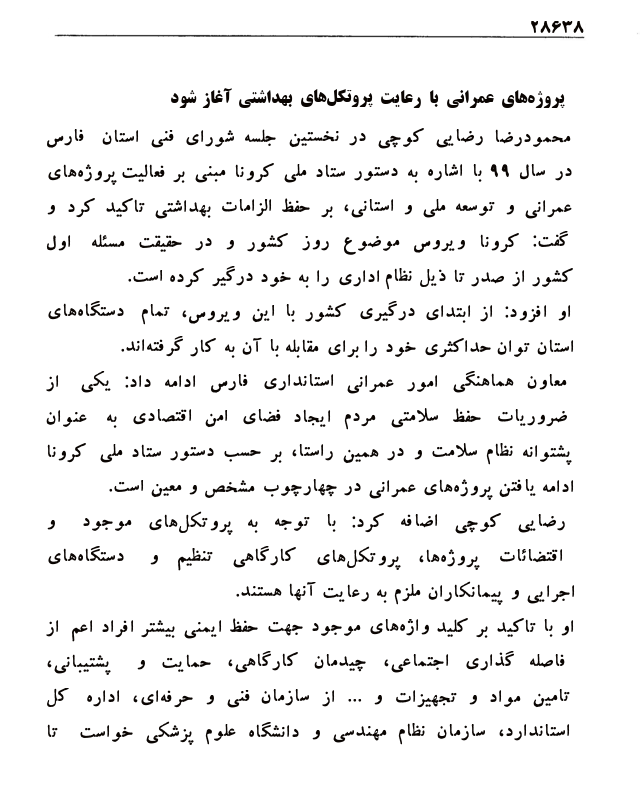 ۲۸۶۳۸
پروژه‌های عمرانی با رعایت پروتکل‌های بهداشتی آغاز شود
محمودرضا رضایی کوچی در نخستین جلسه شورای فنی استان فارس
در سال ۹۹ با اشاره به دستور ستاد ملی کرونا مبنی بر فعالیت پروژه‌های
عمرانی و توسعه ملی و استانی، بر حفظ الزامات بهداشتی تاکید کرد و
گفت: کرونا ویروس موضوع روز کشور و در حقیقت مسئله اول
کشور از صدر تا ذیل نظام اداری را به خود درگیر کرده است.
او افزود: از ابتدای درگیری کشور با این ویروس، تمام دستگاه‌های
استان توان حداکثری خود را برای مقابله با آن به کار گرفته‌اند.
معاون هماهنگی امور عمرانی استانداری فارس ادامه داد: یکی از
ضروریات حفظ سلامتی مردم ایجاد فضای امن اقتصادی به عنوان
پشتوانه نظام سلامت و در همین راستا، بر حسب دستور ستاد ملی کرونا
ادامه یافتن پروژه‌های عمرانی در چهارچوب مشخص و معین است.
رضایی کوچی اضافه کرد: با توجه به پروتکل‌های موجود و
اقتضائات پروژه‌ها، پروتکل‌های کارگاهی تنظیم و دستگاه‌های
اجرایی و پیمانکاران ملزم به رعایت آنها هستند.
او با تاکید بر کلید واژه‌های موجود جهت حفظ ایمنی بیشتر افراد اعم از
فاصله گذاری اجتماعی، چیدمان کارگاهی، حمایت و پشتیبانی،
تامین مواد و تجهیزات و ... از سازمان فنی و حرفه‌ای، اداره کل
استاندارد، سازمان نظام مهندسی و دانشگاه علوم پزشکی خواست تا